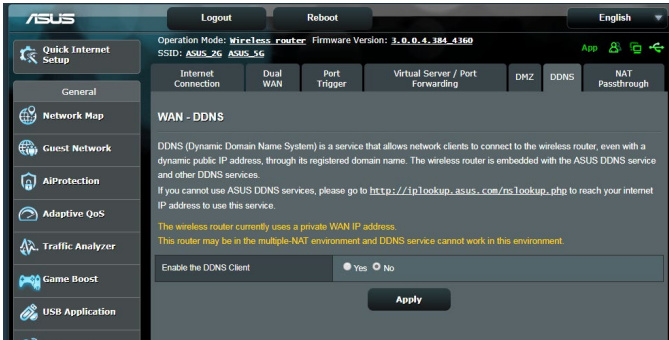 ASUS
Logout
Reboot
English
Quick Internet Setup
Operation Mode: Wireless router Firmware Version: 3.0.0.4.384_4360
SSID: ASUS_2G ASUS_5G
App
General
Network Map
Guest Network
AiProtection
Adaptive QoS
Traffic Analyzer
Game Boost
USB Application
Internet Connection
Dual WAN
Port Trigger
Virtual Server / Port Forwarding
DMZ
DDNS
NAT Passthrough
WAN - DDNS
DDNS (Dynamic Domain Name System) is a service that allows network clients to connect to the wireless router, even with a
dynamic public IP address, through its registered domain name. The wireless router is embedded with the ASUS DDNS service
and other DDNS services.
If you cannot use ASUS DDNS services, please go to http://iplookup.asus.com/nslookup.php to reach your internet
IP address to use this service.
The wireless router currently uses a private WAN IP
address.
This router may be in the multiple-NAT environment and DDNS service cannot work in this environment.
Enable the DDNS Client
Yes No
Apply